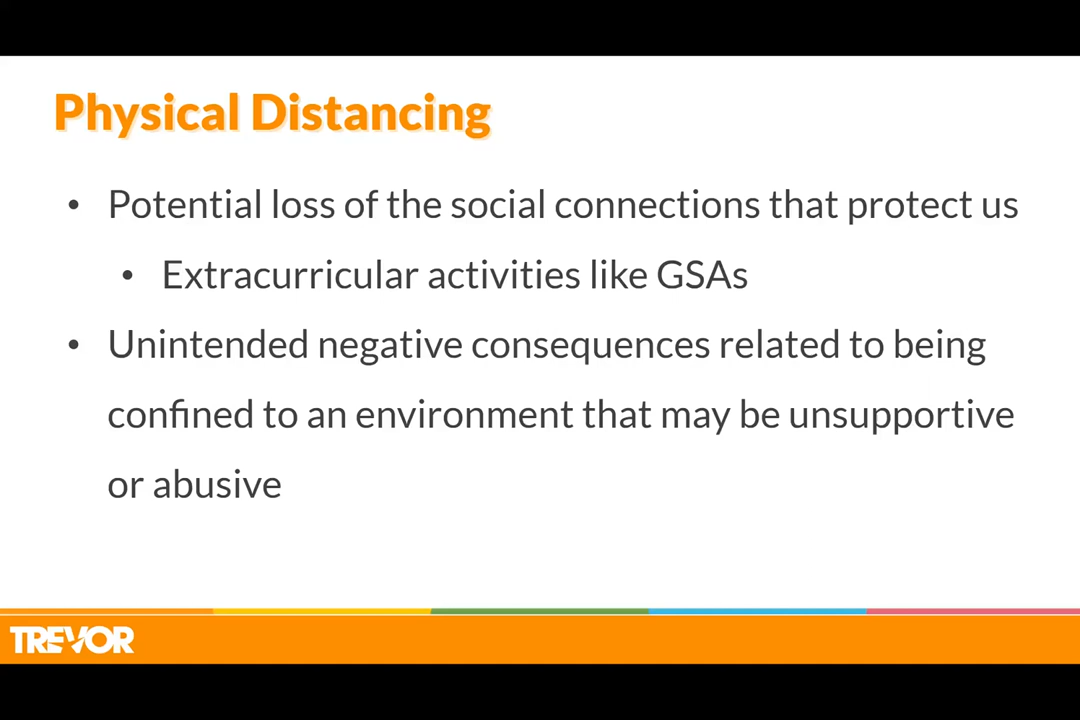 Physical Distancing
• Potential loss of the social connections that protect us
• Extracurricular activities like GSAs
• Unintended negative consequences related to being
confined to an environment that may be unsupportive
or abusive
TREVOR